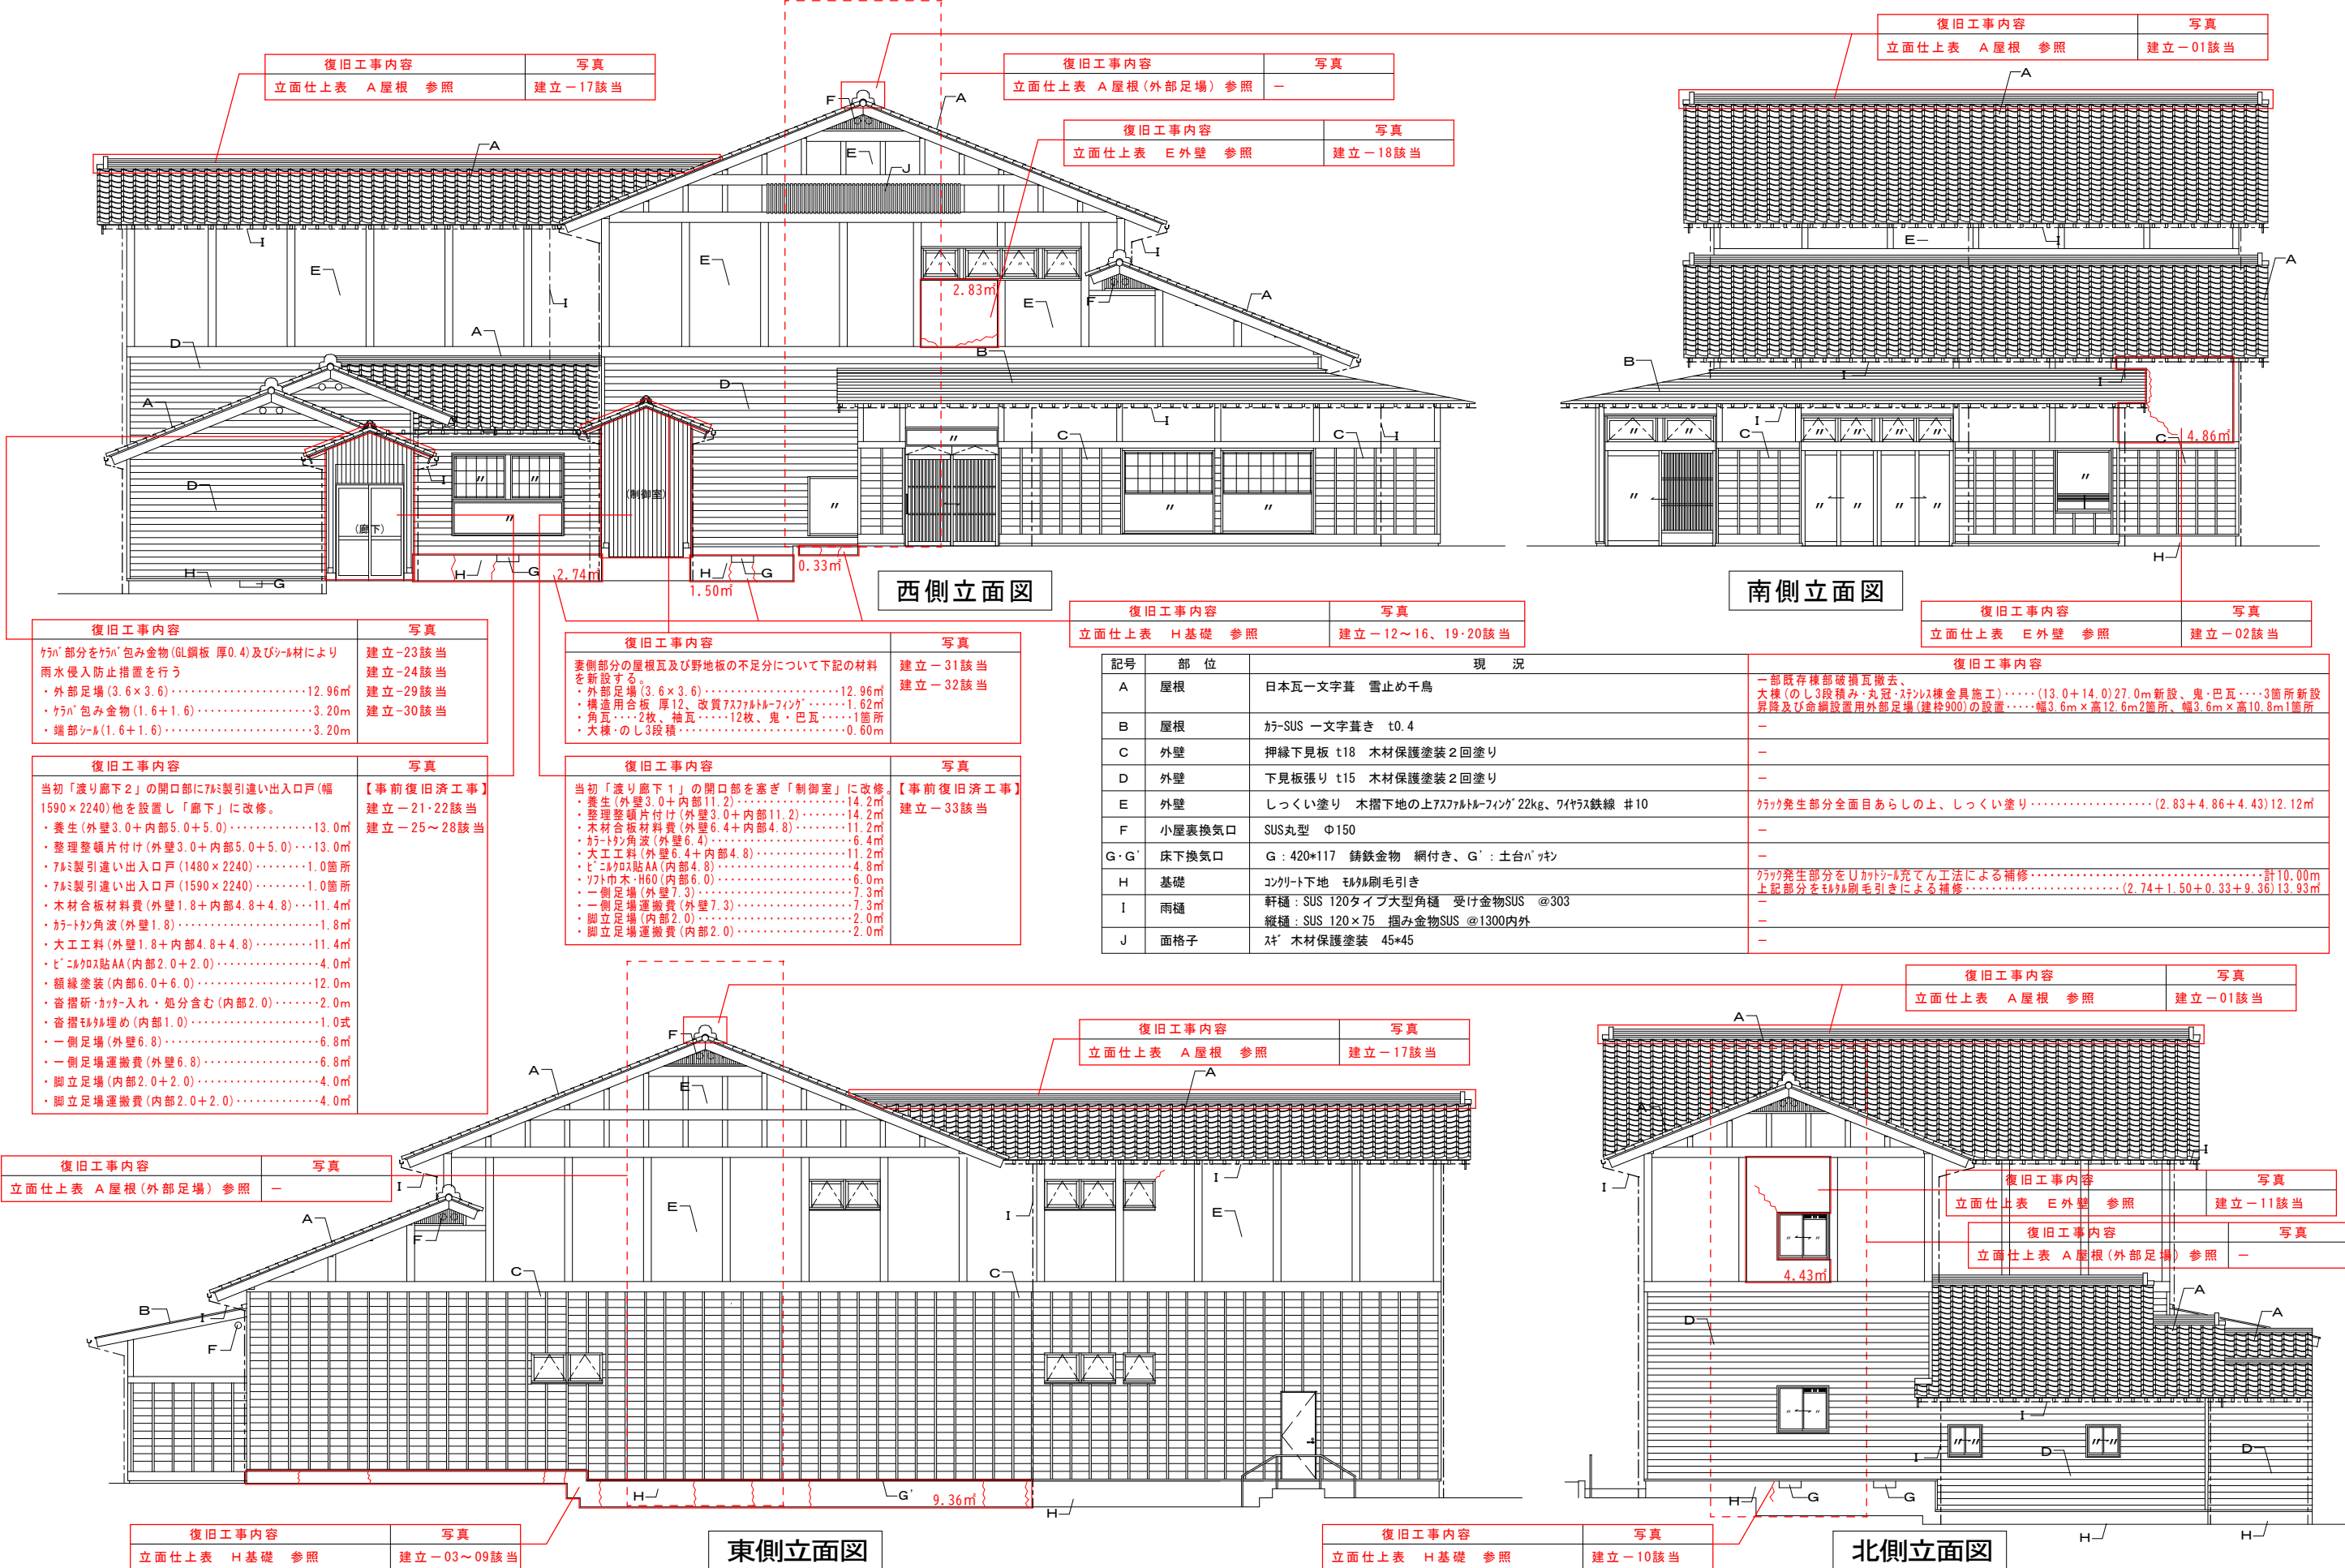 復旧工事内容 写真
立面仕上表 A屋根 参照 建立－17該当
復旧工事内容 写真
立面仕上表 A屋根(外部足場) 参照 －
復旧工事内容 写真
立面仕上表 A屋根 参照 建立－01該当
復旧工事内容 写真
立面仕上表 E外壁 参照 建立－18該当
A
F
A
E
J
I
E
E
I
I
2.83㎡
E
F
A
A
D
A
B
D
A
I
C
C
I
I
D
(廊下)
(制御室)
〃
〃
〃
〃
〃
〃
〃
H
G
H
G
2.74㎡
H
G
1.50㎡
0.33㎡
西側立面図
A
E
I
A
B
I
I
I
C
C
4.86㎡
〃
〃
〃
〃
〃
〃
〃
〃
〃
〃
〃
〃
H
南側立面図
復旧工事内容 写真
立面仕上表 H基礎 参照 建立－12～16、19･20該当
復旧工事内容 写真
立面仕上表 E外壁 参照 建立－02該当
復旧工事内容 写真
ｹﾗﾊﾞ部分をｹﾗﾊﾞ包み金物(GL鋼板 厚0.4)及びｼｰﾙ材により 建立-23該当
雨水侵入防止措置を行う 建立-24該当
・外部足場(3.6×3.6)････････････････････12.96㎡ 建立-29該当
・ｹﾗﾊﾞ包み金物(1.6＋1.6)･････････････････3.20m 建立-30該当
・端部ｼｰﾙ(1.6＋1.6)･････････････････････3.20m
復旧工事内容 写真
妻側部分の屋根瓦及び野地板の不足分について下記の材料 建立－31該当
を新設する。 建立－32該当
・外部足場(3.6×3.6)････････････････････12.96㎡
・構造用合板 厚12、改質ｱｽﾌｧﾙﾄﾙｰﾌｨﾝｸﾞ･････1.62㎡
・角瓦････2枚、袖瓦･････12枚、鬼・巴瓦･････1箇所
・大棟･のし3段積･････････････････････････0.60m
復旧工事内容 写真
当初「渡り廊下２」の開口部にｱﾙﾐ製引違い出入口戸(幅 【事前復旧済工事】
1590×2240)他を設置し「廊下」に改修。 建立－21･22該当
・養生(外壁3.0＋内部5.0＋5.0)････････････13.0㎡ 建立－25～28該当
・整理整頓片付け(外壁3.0＋内部5.0＋5.0)･･･13.0㎡
・ｱﾙﾐ製引違い出入口戸(1480×2240)････････1.0箇所
・ｱﾙﾐ製引違い出入口戸(1590×2240)････････1.0箇所
・木材合板材料費(外壁1.8＋内部4.8＋4.8)･･･11.4㎡
・ｶﾗｰﾄﾀﾝ角波(外壁1.8)･･･････････････････1.8㎡
・大工工料(外壁1.8＋内部4.8＋4.8)･････････11.4㎡
・ﾋﾞﾆﾙｸﾛｽ貼AA(内部2.0＋2.0)･･･････････････4.0㎡
・額縁塗装(内部6.0＋6.0)･････････････････12.0m
・沓摺斫･ｶｯﾀｰ入れ・処分含む(内部2.0)･･･････2.0m
・沓摺ﾓﾙﾀﾙ埋め(内部1.0)･･･････････････････1.0式
・一側足場(外壁6.8)･･････････････････････6.8㎡
・一側足場運搬費(外壁6.8)････････････････6.8㎡
・脚立足場(内部2.0＋2.0)･････････････････4.0㎡
・脚立足場運搬費(内部2.0＋2.0)････････････4.0㎡
復旧工事内容 写真
当初「渡り廊下１」の開口部を塞ぎ「制御室」に改修。 【事前復旧済工事】
・養生(外壁3.0＋内部11.2)･････････････････14.2㎡ 建立－33該当
・整理整頓片付け(外壁3.0＋内部11.2)･･･････14.2㎡
・木材合板材料費(外壁6.4＋内部4.8)････････11.2㎡
・ｶﾗｰﾄﾀﾝ角波(外壁6.4)････････････････････6.4㎡
・大工工料(外壁6.4＋内部4.8)･････････････11.2㎡
・ﾋﾞﾆﾙｸﾛｽ貼AA(内部4.8)･･･････････････････4.8㎡
・ｿﾌﾄ巾木･H60(内部6.0)･･･････････････････6.0m
・一側足場(外壁7.3)･･････････････････････7.3㎡
・一側足場運搬費(外壁7.3)････････････････7.3㎡
・脚立足場(内部2.0)･･････････････････････2.0㎡
・脚立足場運搬費(内部2.0)････････････････2.0㎡
記号 部 位 現 況 復旧工事内容
A 屋根 日本瓦一文字葺 雪止め千鳥 一部既存棟部破損瓦撤去、
大棟(のし3段積み･丸冠･ｽﾃﾝﾚｽ棟金具施工)･････(13.0＋14.0)27.0m新設、鬼・巴瓦････3箇所新設
昇降及び命綱設置用外部足場(建枠900)の設置･････幅3.6m×高12.6m2箇所、幅3.6m×高10.8m1箇所
B 屋根 ｶﾗｰSUS 一文字葺き t0.4 －
C 外壁 押縁下見板 t18 木材保護塗装２回塗り －
D 外壁 下見板張り t15 木材保護塗装２回塗り －
E 外壁 しっくい塗り 木摺下地の上ｱｽﾌｧﾙﾄﾙｰﾌｨﾝｸﾞ22kg、ﾜｲﾔﾗｽ鉄線 ＃10 ｸﾗｯｸ発生部分全面目あらしの上、しっくい塗り･･････････････････(2.83＋4.86＋4.43)12.12㎡
F 小屋裏換気口 SUS丸型 Φ150 －
G･G' 床下換気口 G：420*117 鋳鉄金物 網付き、G'：土台ﾊﾟｯｷﾝ －
H 基礎 ｺﾝｸﾘｰﾄ下地 ﾓﾙﾀﾙ刷毛引き ｸﾗｯｸ発生部分をUｶｯﾄｼｰﾙ充てん工法による補修･･････････････････････････計10.00m
上記部分をﾓﾙﾀﾙ刷毛引きによる補修･････････････････(2.74＋1.50＋0.33＋9.36)13.93㎡
I 雨樋 軒樋：SUS 120タイプ大型角樋 受け金物SUS @303 －
縦樋：SUS 120×75 掴み金物SUS @1300内外 －
J 面格子 ｽｷﾞ 木材保護塗装 45*45 －
復旧工事内容 写真
立面仕上表 A屋根 参照 建立－01該当
復旧工事内容 写真
立面仕上表 A屋根 参照 建立－17該当
復旧工事内容 写真
立面仕上表 A屋根(外部足場) 参照 －
F
A
E
A
I
I
A
F
E
I
E
C
C
B
I
F
H
G'
9.36㎡
H
復旧工事内容 写真
立面仕上表 H基礎 参照 建立－03～09該当
東側立面図
A
A
I
I
復旧工事内容 写真
立面仕上表 E外壁 参照 建立－11該当
復旧工事内容 写真
立面仕上表 A屋根(外部足場) 参照 －
4.43㎡
A
A
D
I
I
D
D
H
G
G
H
H
復旧工事内容 写真
立面仕上表 H基礎 参照 建立－10該当
北側立面図